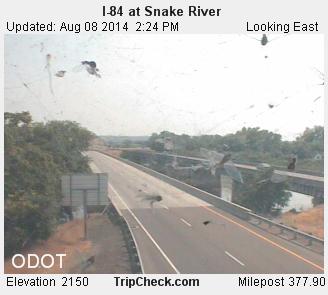 I-84 at Snake River
Updated: Aug 08 2014 2:24 PM Looking East
ODOT
Elevation 2150 TripCheck.com Milepost 377.90